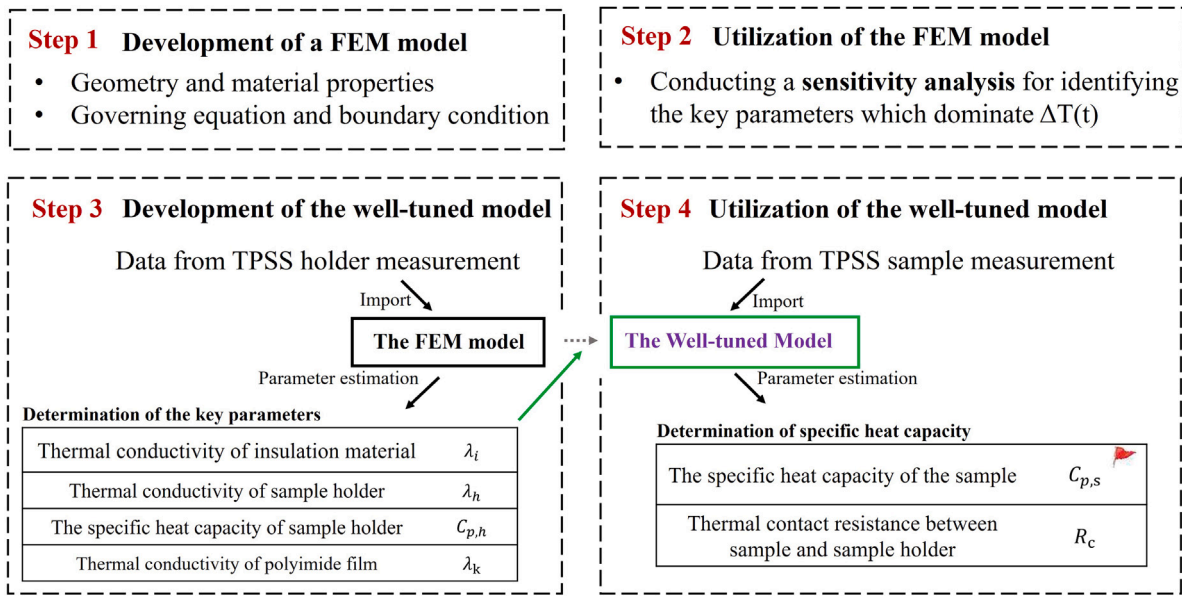 Step 1 Development of a FEM model
• Geometry and material properties
• Governing equation and boundary condition
Step 2 Utilization of the FEM model
• Conducting a sensitivity analysis for identifying
the key parameters which dominate ΔT(t)
Step 3 Development of the well-tuned model
Data from TPSS holder measurement
Import
The FEM model
Parameter estimation
Determination of the key parameters
Thermal conductivity of insulation material λi
Thermal conductivity of sample holder λh
The specific heat capacity of sample holder Cp,h
Thermal conductivity of polyimide film λk
Step 4 Utilization of the well-tuned model
Data from TPSS sample measurement
Import
The Well-tuned Model
Parameter estimation
Determination of specific heat capacity
The specific heat capacity of the sample Cp,s
Thermal contact resistance between
sample and sample holder Rc